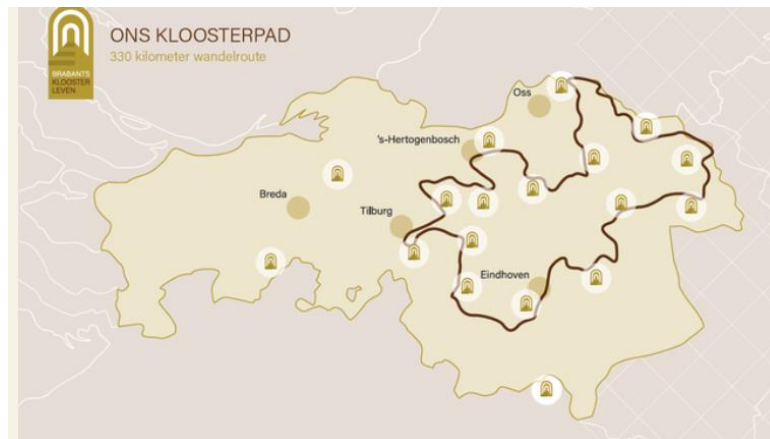 ONS KLOOSTERPAD
330 kilometer wandelroute
BRABANTS
KLOOSTER
LEVEN
Oss
's-Hertogenbosch
Breda
Tilburg
Eindhoven